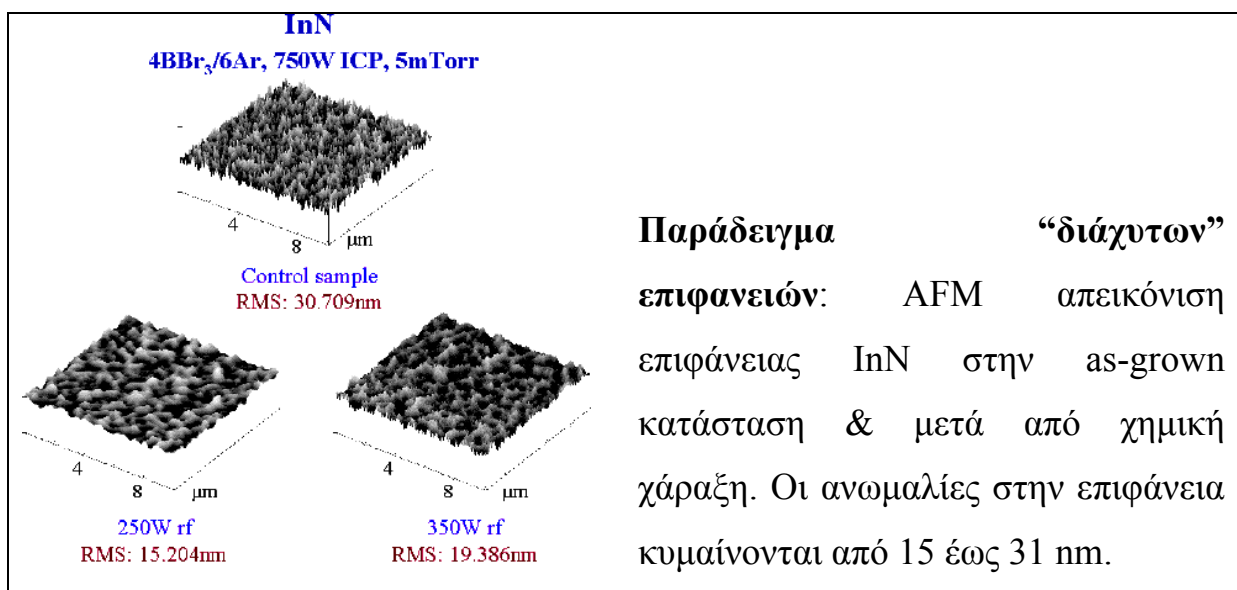 InN
4BBr₃/6Ar, 750W ICP, 5mTorr
4
8
μm
Control sample
RMS: 30.709nm
4
8
μm
250W rf
RMS: 15.204nm
4
8
μm
350W rf
RMS: 19.386nm
Παράδειγμα “διάχυτων”
επιφανειών: AFM απεικόνιση
επιφάνειας InN στην as-grown
κατάσταση & μετά από χημική
χάραξη. Οι ανωμαλίες στην επιφάνεια
κυμαίνονται από 15 έως 31 nm.